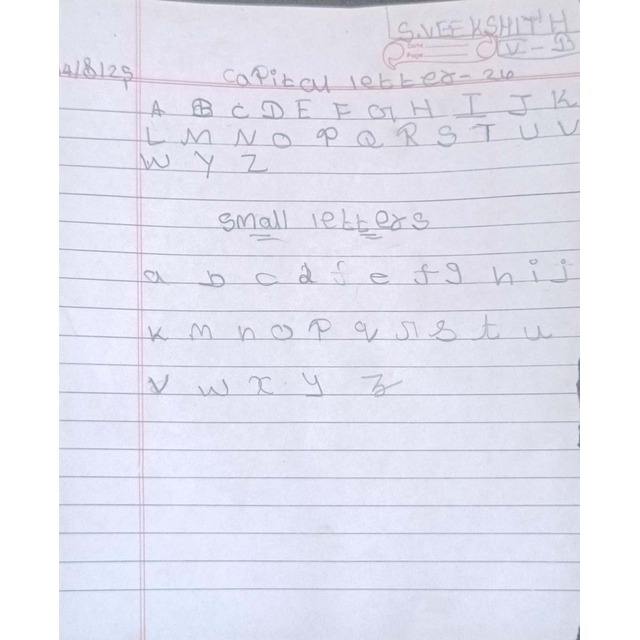 S.VEEKSHITH
Date
Page
V-B
4/8/25
Capital letter-26
A B C D E F G H I J K
L M N O P Q R S T U V
W Y Z
small letters
a b c d f e f g h i j
k m n o p q r s t u
v w x y z